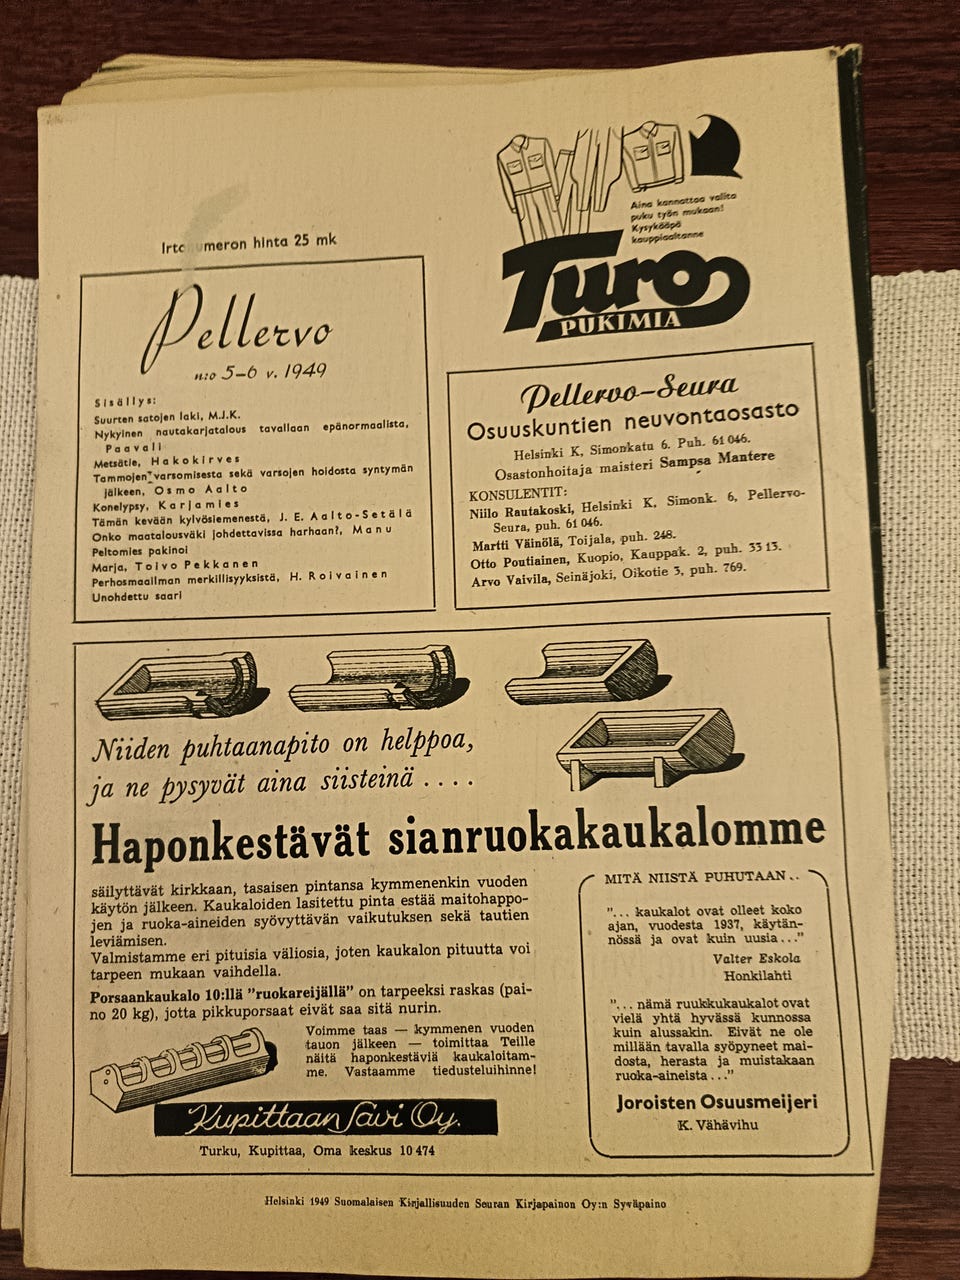 Irtonumeron hinta 25 mk
Pellervo
n:o 5–6 v. 1949
Sisällys:
Suurten satojen laki, M.J.K.
Nykyinen nautakarjatalous tavallaan epänormaalista,
Paavali
Metsätie, Hakokirves
Tammojen varsomisesta sekä varsojen hoidosta syntymän
jälkeen, Osmo Aalto
Konelypsy, Karjamies
Tämän kevään kylvösiemenestä, J. E. Aalto-Setälä
Onko maatalousväki johdettavissa harhaan?, Manu
Peltomies pakinoi
Marja, Toivo Pekkanen
Perhosmaailman merkillisyyksistä, H. Roivainen
Unohdettu saari
Aina kannattaa valita
puku työn mukaan!
Kysykääpä
kauppiaaltanne
Turo
PUKIMIA
Pellervo-Seura
Osuuskuntien neuvontaosasto
Helsinki K, Simonkatu 6. Puh. 61 046.
Osastonhoitaja maisteri Sampsa Mantere
KONSULENTIT:
Niilo Rautakoski, Helsinki K, Simonk. 6, Pellervo-
Seura, puh. 61 046.
Martti Väinölä, Toijala, puh. 248.
Otto Poutiainen, Kuopio, Kauppak. 2, puh. 33 13.
Arvo Vaivila, Seinäjoki, Oikotie 3, puh. 769.
Niiden puhtaanapito on helppoa,
ja ne pysyvät aina siisteinä ....
Haponkestävät sianruokakaukalomme
säilyttävät kirkkaan, tasaisen pintansa kymmenenkin vuoden
käytön jälkeen. Kaukaloiden lasitettu pinta estää maitohappo-
jen ja ruoka-aineiden syövyttävän vaikutuksen sekä tautien
leviämisen.
Valmistamme eri pituisia väliosia, joten kaukalon pituutta voi
tarpeen mukaan vaihdella.
Porsaankaukalo 10:llä "ruokareijällä" on tarpeeksi raskas (pai-
no 20 kg), jotta pikkuporsaat eivät saa sitä nurin.
Voimme taas — kymmenen vuoden
tauon jälkeen — toimittaa Teille
näitä haponkestäviä kaukaloitam-
me. Vastaamme tiedusteluihinne!
Kupittaan Savi Oy.
Turku, Kupittaa, Oma keskus 10 474
MITÄ NIISTÄ PUHUTAAN..
"... kaukalot ovat olleet koko
ajan, vuodesta 1937, käytän-
nössä ja ovat kuin uusia..."
Valter Eskola
Honkilahti
"... nämä ruukkukaukalot ovat
vielä yhtä hyvässä kunnossa
kuin alussakin. Eivät ne ole
millään tavalla syöpyneet mai-
dosta, herasta ja muistakaan
ruoka-aineista..."
Joroisten Osuusmeijeri
K. Vähävihu
Helsinki 1949 Suomalaisen Kirjallisuuden Seuran Kirjapainon Oy:n Syväpaino